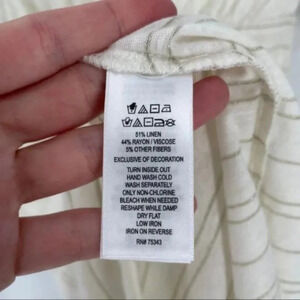 51% LINEN
44% RAYON / VISCOSE
5% OTHER FIBERS
EXCLUSIVE OF DECORATION
TURN INSIDE OUT
HAND WASH COLD
WASH SEPARATELY
ONLY NON-CHLORINE
BLEACH WHEN NEEDED
RESHAPE WHILE DAMP
DRY FLAT
LOW IRON
IRON ON REVERSE
RN# 75343